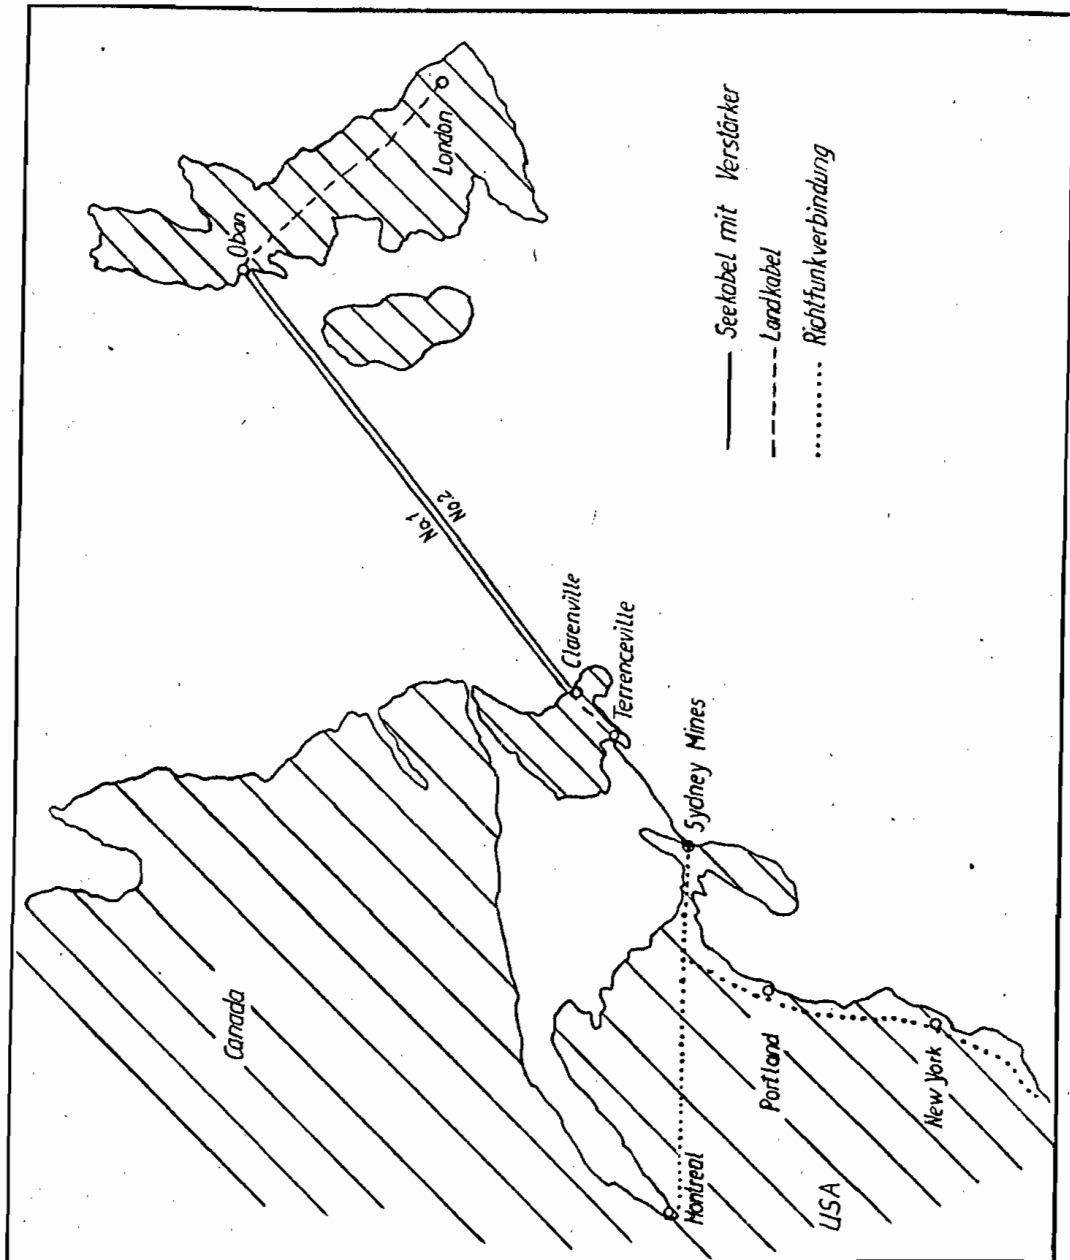 Canada
USA
Montreal
Portland
New York
Sydney Mines
Terrenceville
Clarenville
No.1
No.2
Oban
London
Seekabel mit Verstärker
Landkabel
Richtfunkverbindung